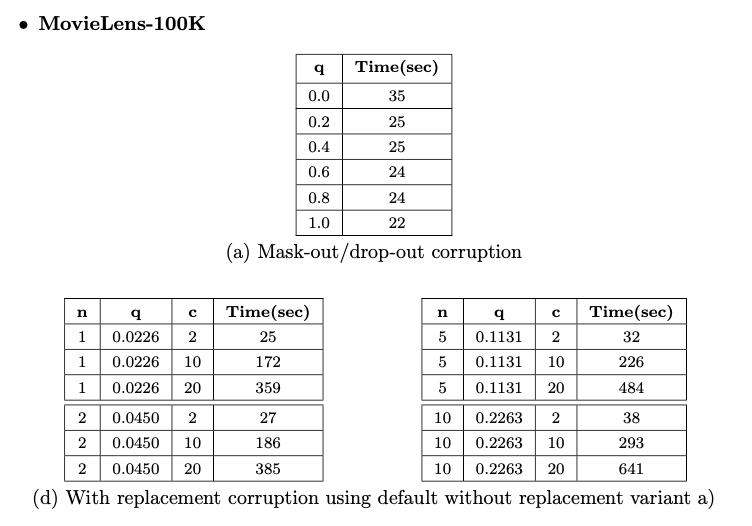 • MovieLens-100K
q Time(sec)
0.0 35
0.2 25
0.4 25
0.6 24
0.8 24
1.0 22
(a) Mask-out/drop-out corruption
n q c Time(sec)
1 0.0226 2 25
1 0.0226 10 172
1 0.0226 20 359
2 0.0450 2 27
2 0.0450 10 186
2 0.0450 20 385
n q c Time(sec)
5 0.1131 2 32
5 0.1131 10 226
5 0.1131 20 484
10 0.2263 2 38
10 0.2263 10 293
10 0.2263 20 641
(d) With replacement corruption using default without replacement variant a)